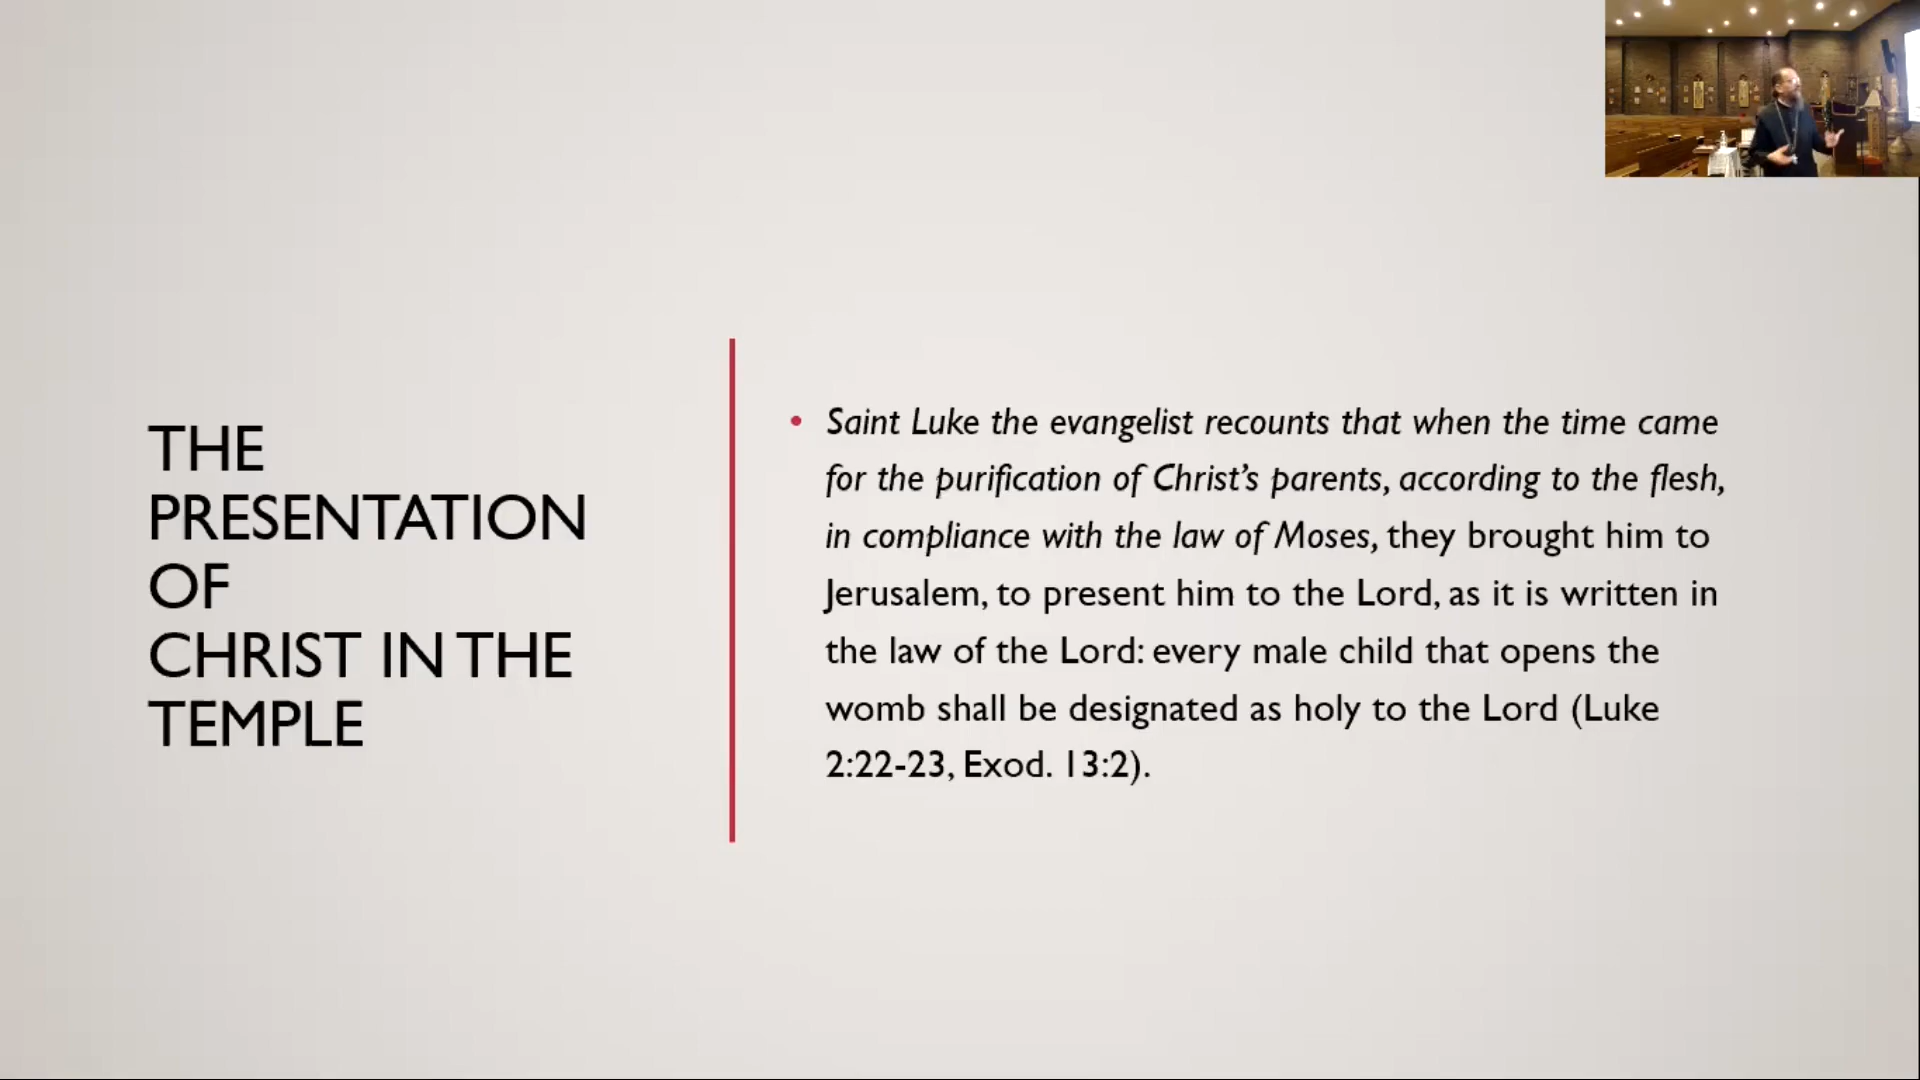 THE
PRESENTATION
OF
CHRIST IN THE
TEMPLE
• Saint Luke the evangelist recounts that when the time came
for the purification of Christ’s parents, according to the flesh,
in compliance with the law of Moses, they brought him to
Jerusalem, to present him to the Lord, as it is written in
the law of the Lord: every male child that opens the
womb shall be designated as holy to the Lord (Luke
2:22-23, Exod. 13:2).